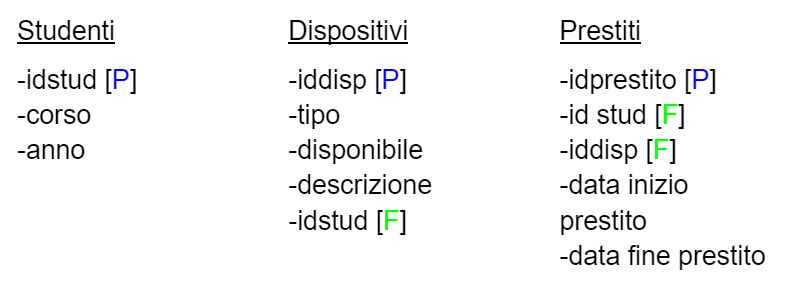 Studenti
-idstud [P]
-corso
-anno
Dispositivi
-iddisp [P]
-tipo
-disponibile
-descrizione
-idstud [F]
Prestiti
-idprestito [P]
-id stud [F]
-iddisp [F]
-data inizio
prestito
-data fine prestito